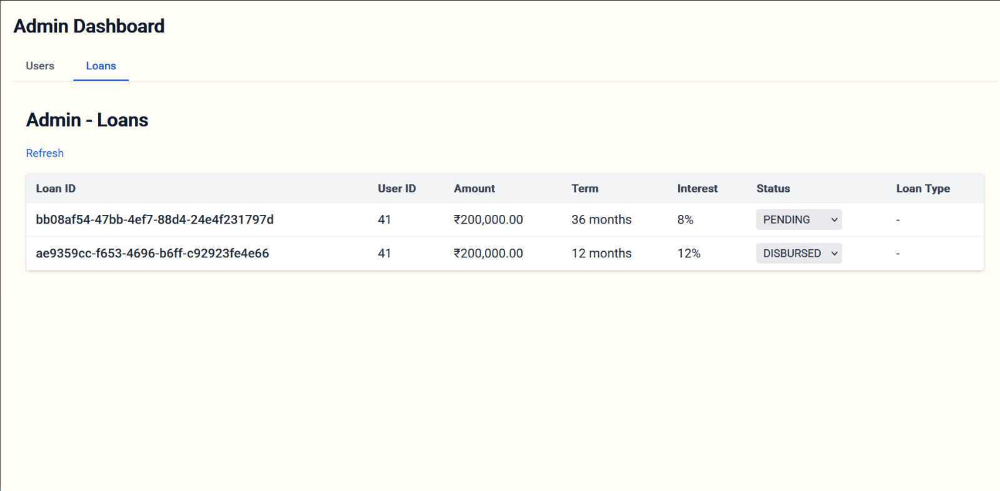 Admin Dashboard
Users Loans
Admin - Loans
Refresh
Loan ID User ID Amount Term Interest Status Loan Type
bb08af54-47bb-4ef7-88d4-24e4f231797d 41 ₹200,000.00 36 months 8% PENDING -
ae9359cc-f653-4696-b6ff-c92923fe4e66 41 ₹200,000.00 12 months 12% DISBURSED -